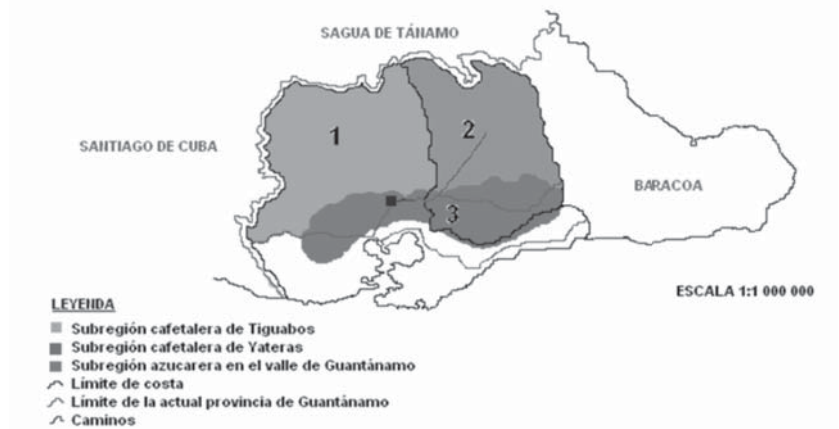 SAGUA DE TÁNAMO
SANTIAGO DE CUBA
1
2
BARACOA
3
ESCALA 1:1 000 000
LEYENDA
Subregión cafetalera de Tiguabos
Subregión cafetalera de Yateras
Subregión azucarera en el valle de Guantánamo
Límite de costa
Límite de la actual provincia de Guantánamo
Caminos